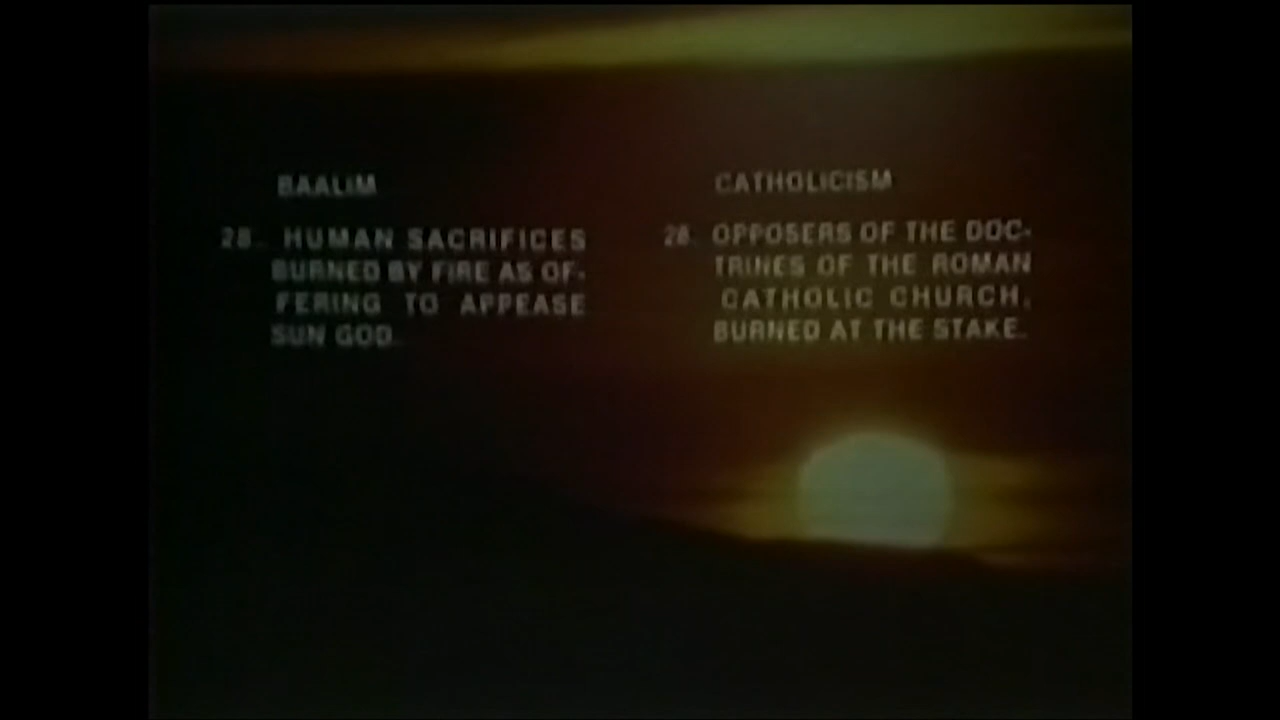 BAALIM
28. HUMAN SACRIFICES
BURNED BY FIRE AS OF-
FERING TO APPEASE
SUN GOD.
CATHOLICISM
28. OPPOSERS OF THE DOC-
TRINES OF THE ROMAN
CATHOLIC CHURCH,
BURNED AT THE STAKE.